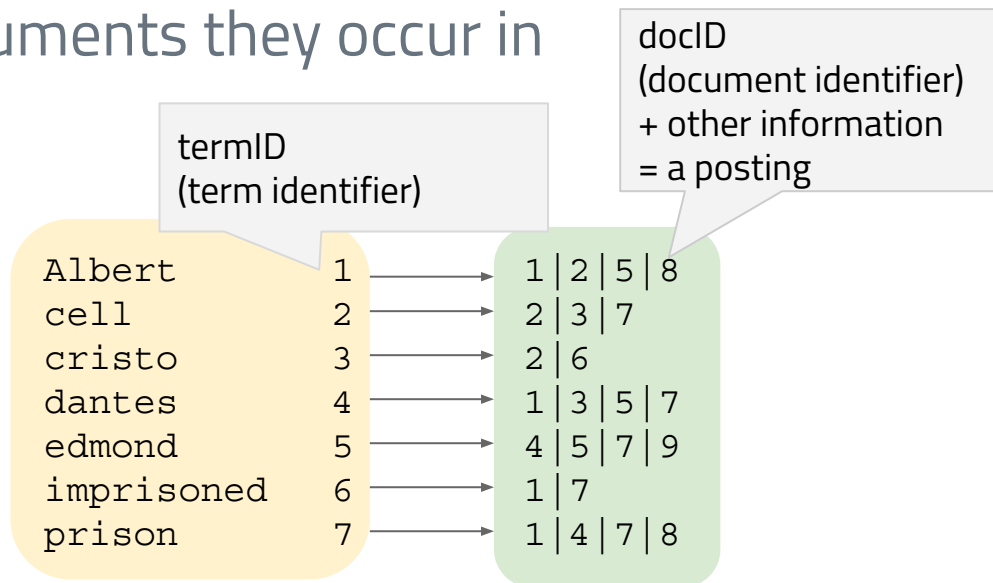 uments they occur in
docID
(document identifier)
+ other information
= a posting
termID
(term identifier)
Albert 1 1|2|5|8
cell 2 2|3|7
cristo 3 2|6
dantes 4 1|3|5|7
edmond 5 4|5|7|9
imprisoned 6 1|7
prison 7 1|4|7|8